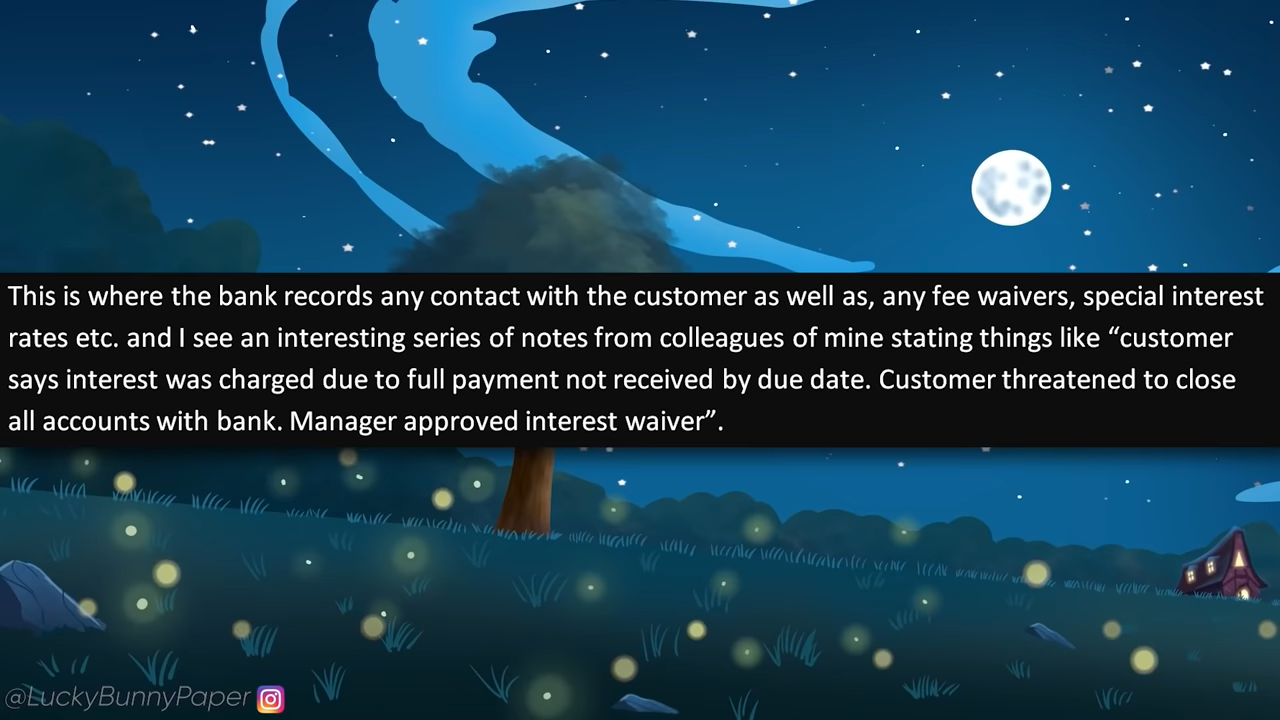 This is where the bank records any contact with the customer as well as, any fee waivers, special interest
rates etc. and I see an interesting series of notes from colleagues of mine stating things like “customer
says interest was charged due to full payment not received by due date. Customer threatened to close
all accounts with bank. Manager approved interest waiver”.
@LuckyBunnyPaper